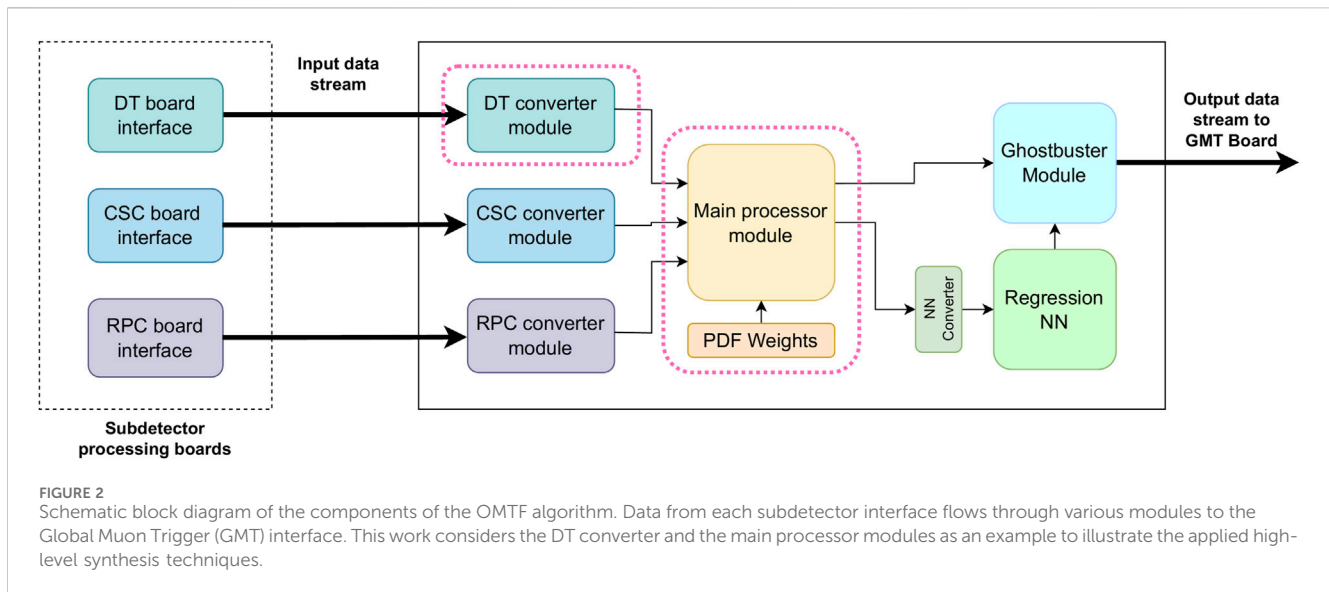 Input data
stream
Output data
stream to
GMT Board
DT board
interface
DT converter
module
Ghostbuster
Module
CSC board
interface
CSC converter
module
Main processor
module
RPC board
interface
RPC converter
module
PDF Weights
NN
Converter
Regression
NN
Subdetector
processing boards
FIGURE 2
Schematic block diagram of the components of the OMTF algorithm. Data from each subdetector interface flows through various modules to the
Global Muon Trigger (GMT) interface. This work considers the DT converter and the main processor modules as an example to illustrate the applied high-
level synthesis techniques.